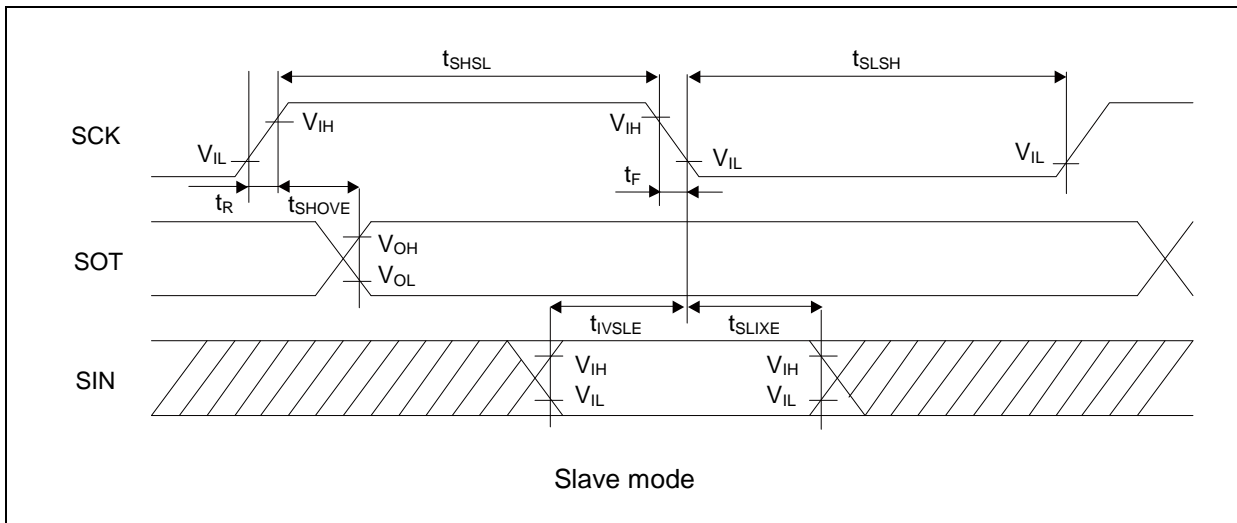 tSHSL
tSLSH
SCK
VIH
VIH
VIL
VIL
VIL
tR
tSHOVE
tF
SOT
VOH
VOL
tIVSLE
tSLIXE
SIN
VIH
VIH
VIL
VIL
Slave mode